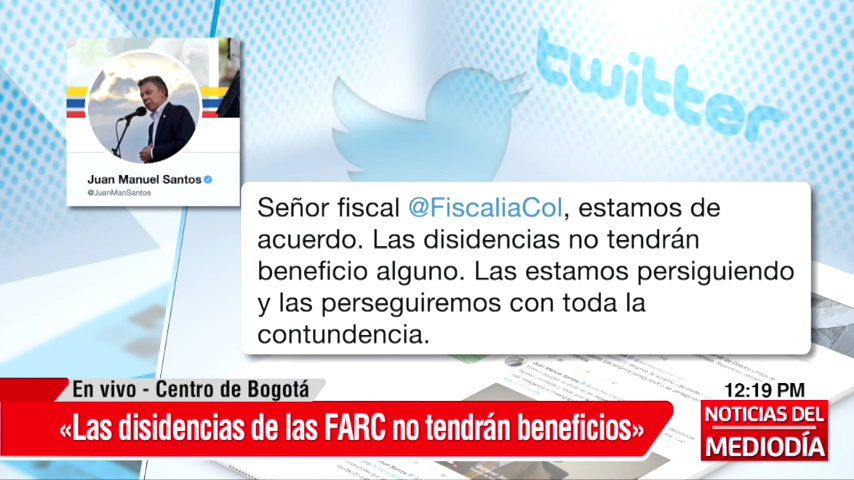 twitter
Juan Manuel Santos
@JuanManSantos
Señor fiscal @FiscaliaCol, estamos de
acuerdo. Las disidencias no tendrán
beneficio alguno. Las estamos persiguiendo
y las perseguiremos con toda la
contundencia.
En vivo - Centro de Bogotá
12:19 PM
«Las disidencias de las FARC no tendrán beneficios»
NOTICIAS DEL
MEDIODÍA